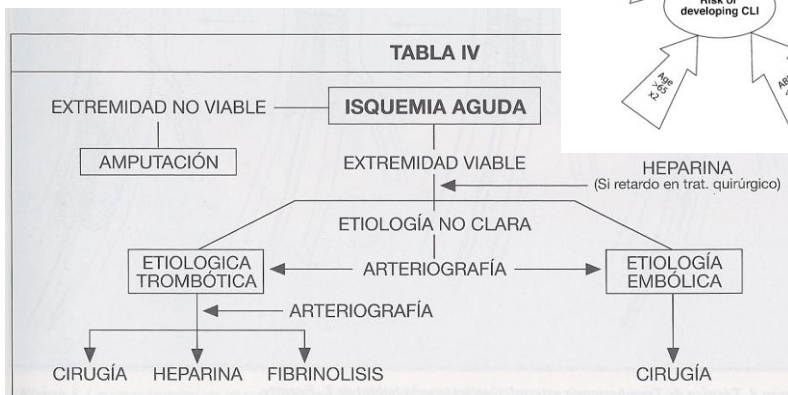 Risk of
developing CLI
Age
>65
x2
TABLA IV
EXTREMIDAD NO VIABLE
ISQUEMIA AGUDA
AMPUTACIÓN
EXTREMIDAD VIABLE
HEPARINA
(Si retardo en trat. quirúrgico)
ETIOLOGÍA NO CLARA
ETIOLOGICA
TROMBÓTICA
ARTERIOGRAFÍA
ETIOLOGÍA
EMBÓLICA
ARTERIOGRAFÍA
CIRUGÍA
HEPARINA
FIBRINOLISIS
CIRUGÍA